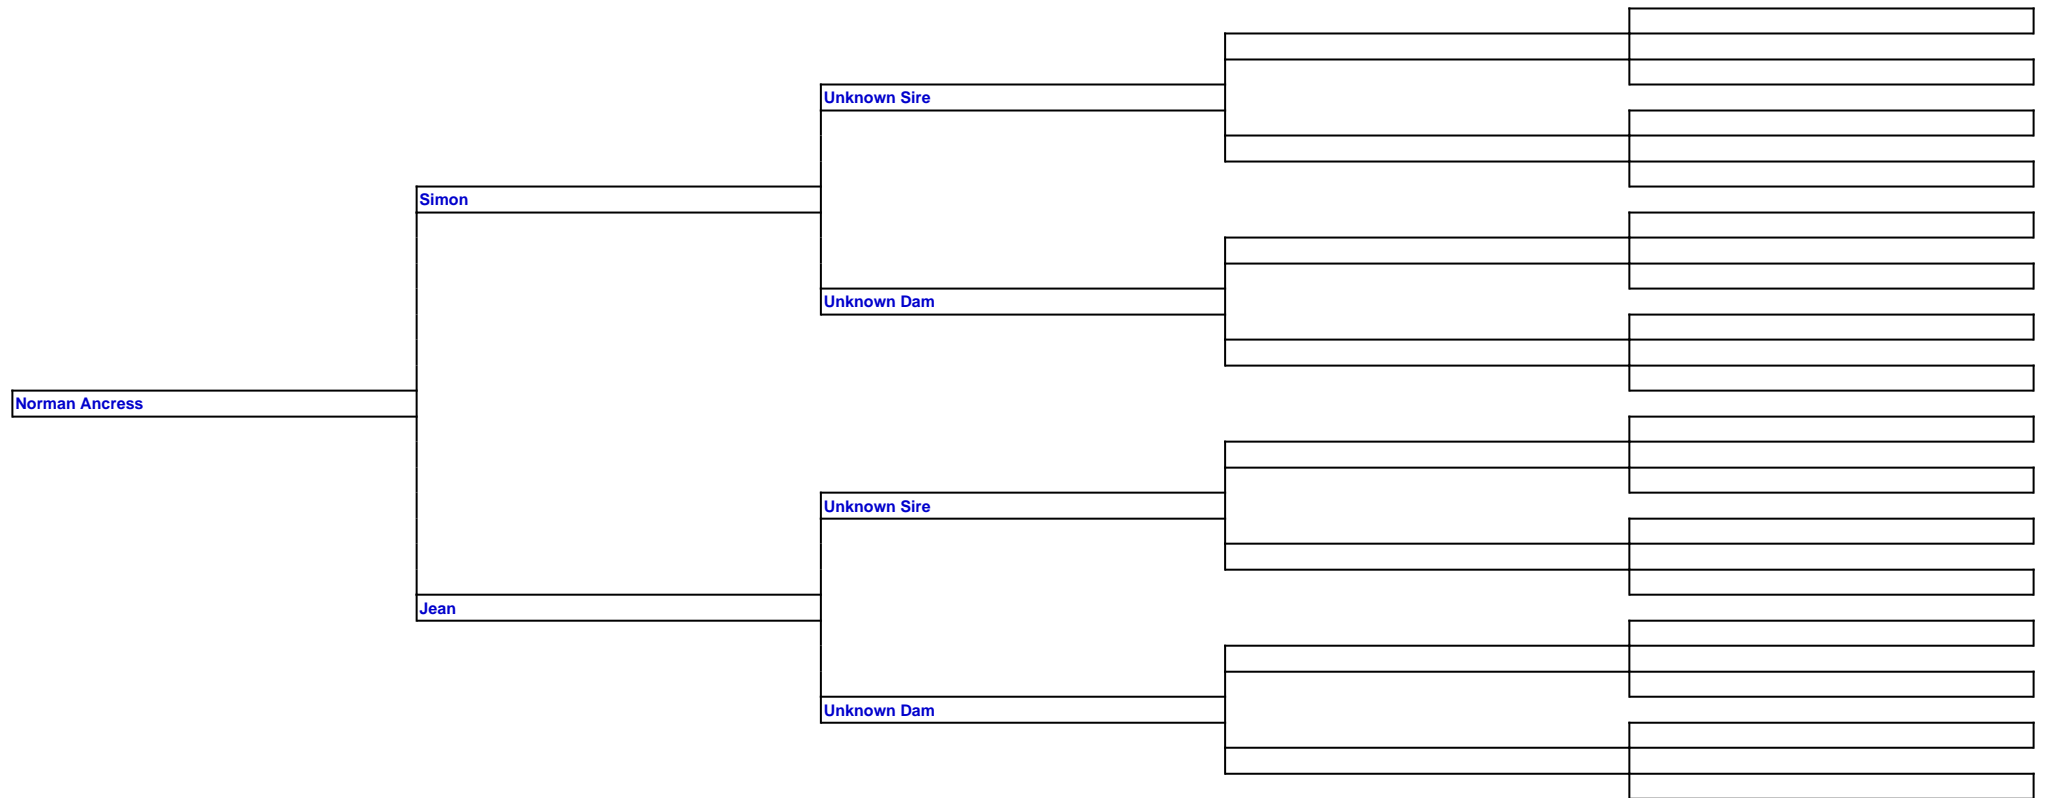 Unknown Sire
Simon
Unknown Dam
Norman Ancress
Unknown Sire
Jean
Unknown Dam